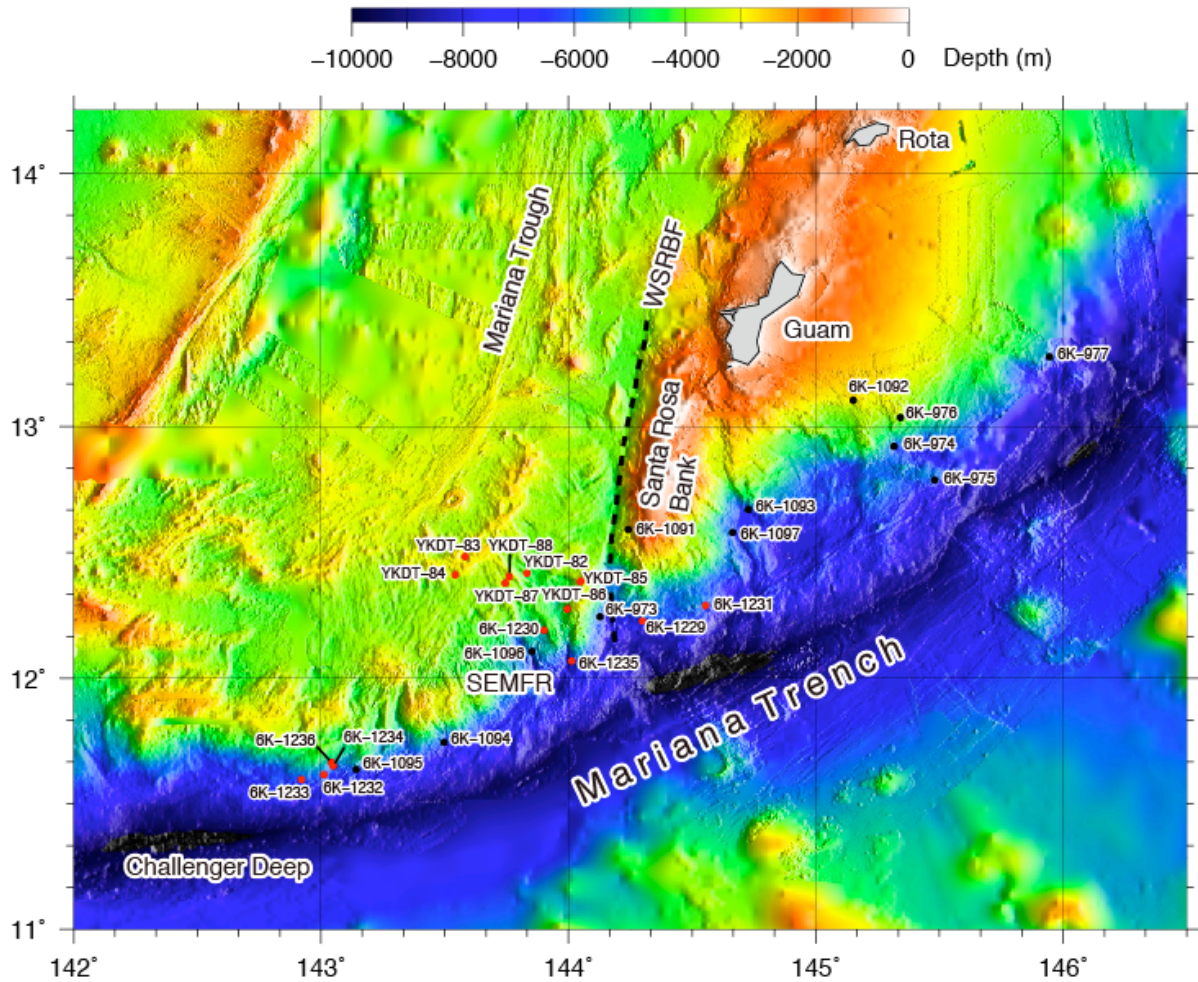 −10000 −8000 −6000 −4000 −2000 0 Depth (m)
Rota
14˚
Mariana Trough
WSRBF
Guam
6K−977
6K−1092
6K−976
13˚
Santa Rosa
Bank
6K−974
6K−975
6K−1093
6K−1091
6K−1097
YKDT−83 YKDT−88
YKDT−82
YKDT−84
YKDT−85
YKDT−87 YKDT−86
6K−973
6K−1231
6K−1230
6K−1229
6K−1096
6K−1235
12˚
SEMFR
Mariana Trench
6K−1236
6K−1234
6K−1094
6K−1095
6K−1233
6K−1232
Challenger Deep
11˚
142˚ 143˚ 144˚ 145˚ 146˚